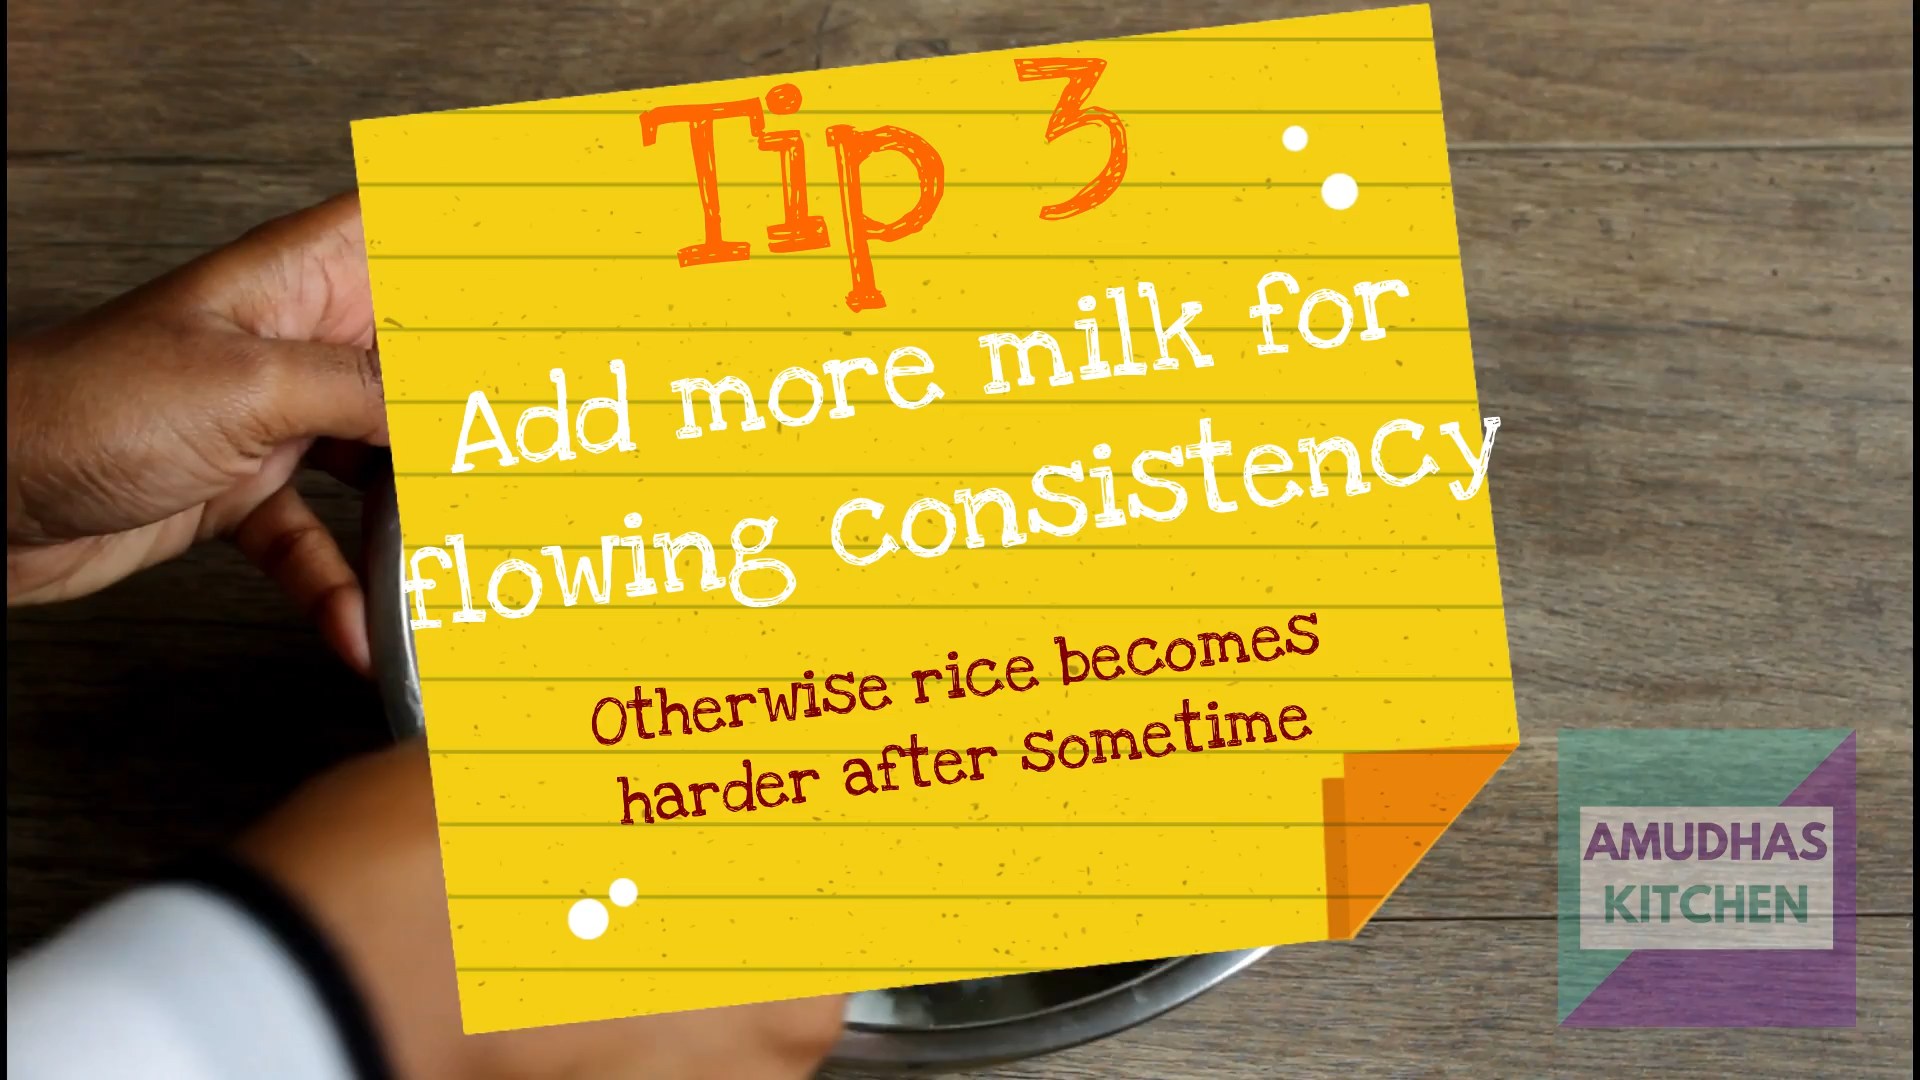 Tip 3
Add more milk for
flowing consistency
Otherwise rice becomes
harder after sometime
AMUDHAS
KITCHEN